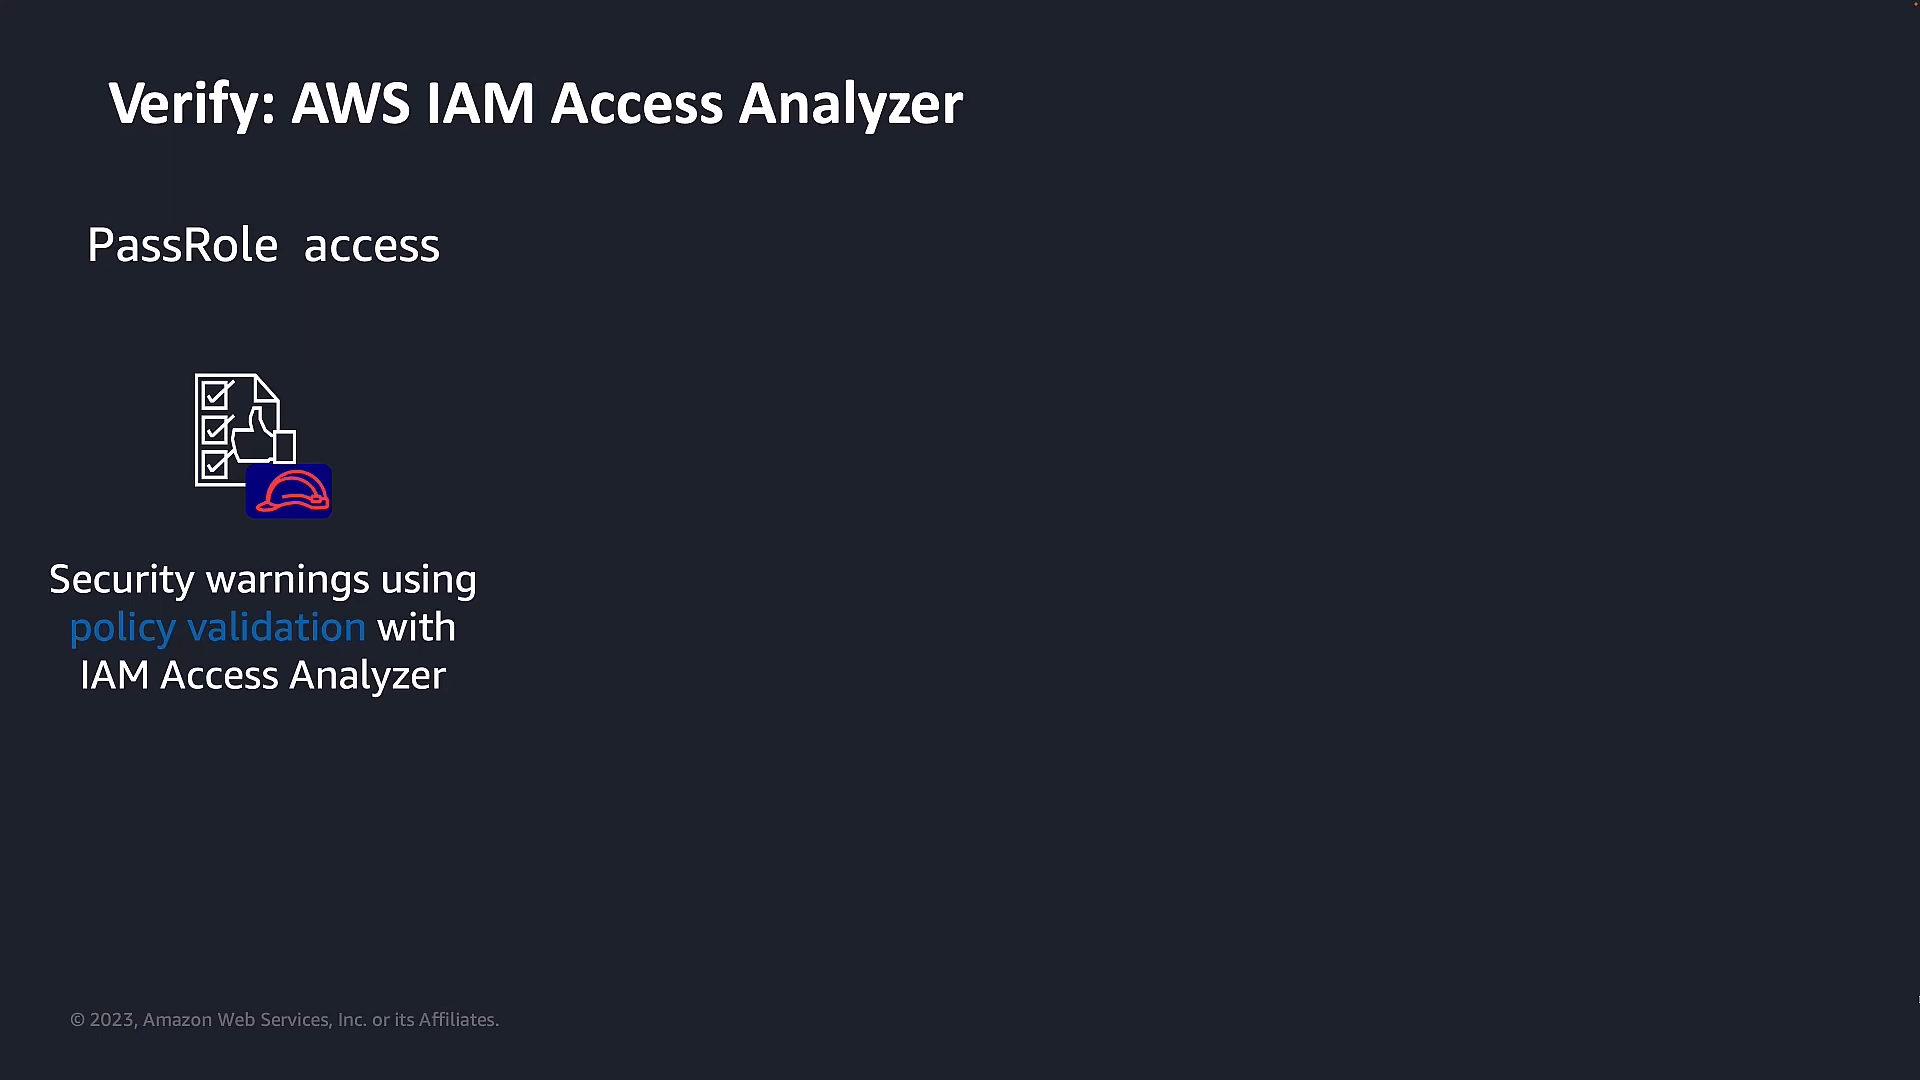 Verify: AWS IAM Access Analyzer
PassRole access
Security warnings using
policy validation with
IAM Access Analyzer
© 2023, Amazon Web Services, Inc. or its Affiliates.